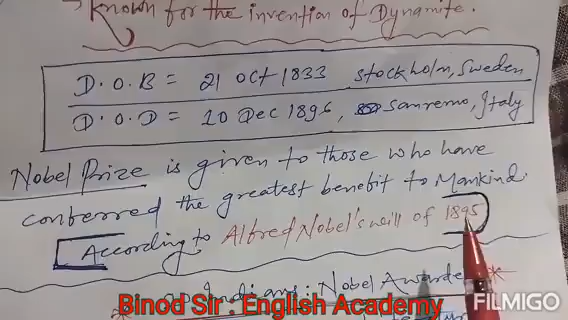 Known for the invention of Dynamite.
D.O.B = 21 Oct 1833 Stockholm, Sweden
D.O.D = 10 Dec 1896, Sanremo, Italy
Nobel Prize is given to those who have
conferred the greatest benefit to Mankind.
According to Alfred Nobel's will of 1895
Indians: Nobel Awarded
Binod Sir : English Academy
FILMIGO